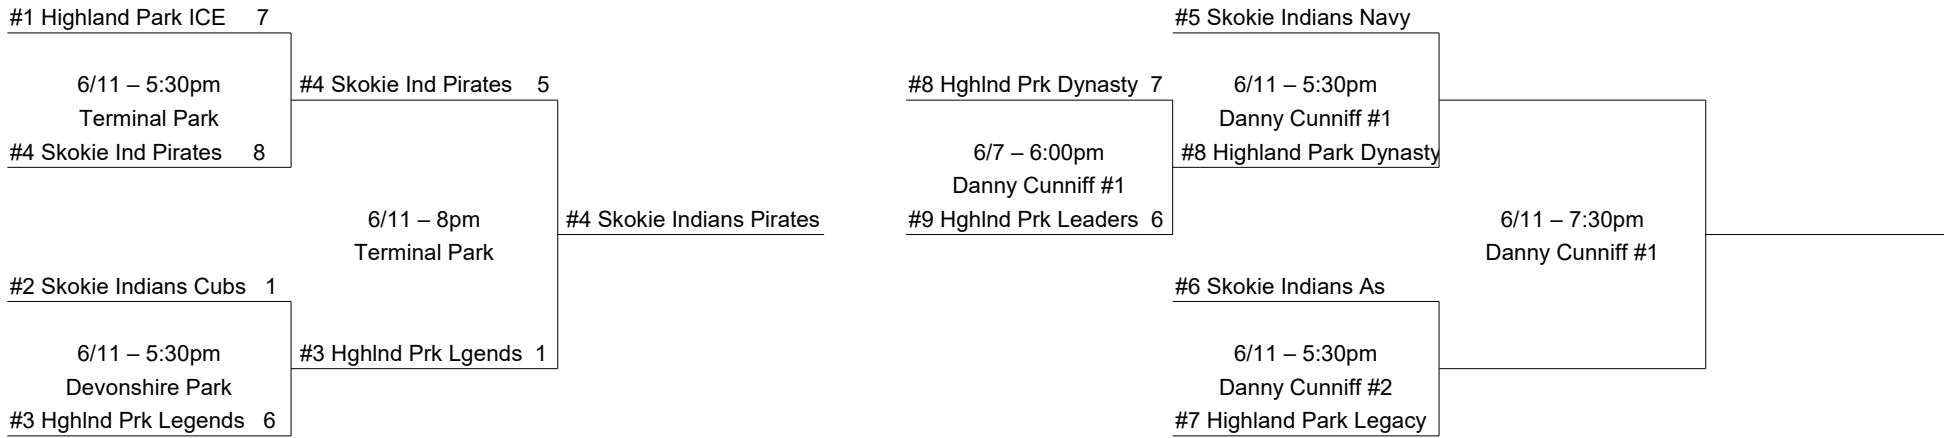 #1 Highland Park ICE 7
6/11 – 5:30pm
Terminal Park
#4 Skokie Ind Pirates 8
#4 Skokie Ind Pirates 5
6/11 – 8pm
Terminal Park
#4 Skokie Indians Pirates
#2 Skokie Indians Cubs 1
6/11 – 5:30pm
Devonshire Park
#3 Hghlnd Prk Legends 6
#3 Hghlnd Prk Lgends 1
#8 Hghlnd Prk Dynasty 7
6/7 – 6:00pm
Danny Cunniff #1
#9 Hghlnd Prk Leaders 6
#5 Skokie Indians Navy
6/11 – 5:30pm
Danny Cunniff #1
#8 Highland Park Dynasty
6/11 – 7:30pm
Danny Cunniff #1
#6 Skokie Indians As
6/11 – 5:30pm
Danny Cunniff #2
#7 Highland Park Legacy